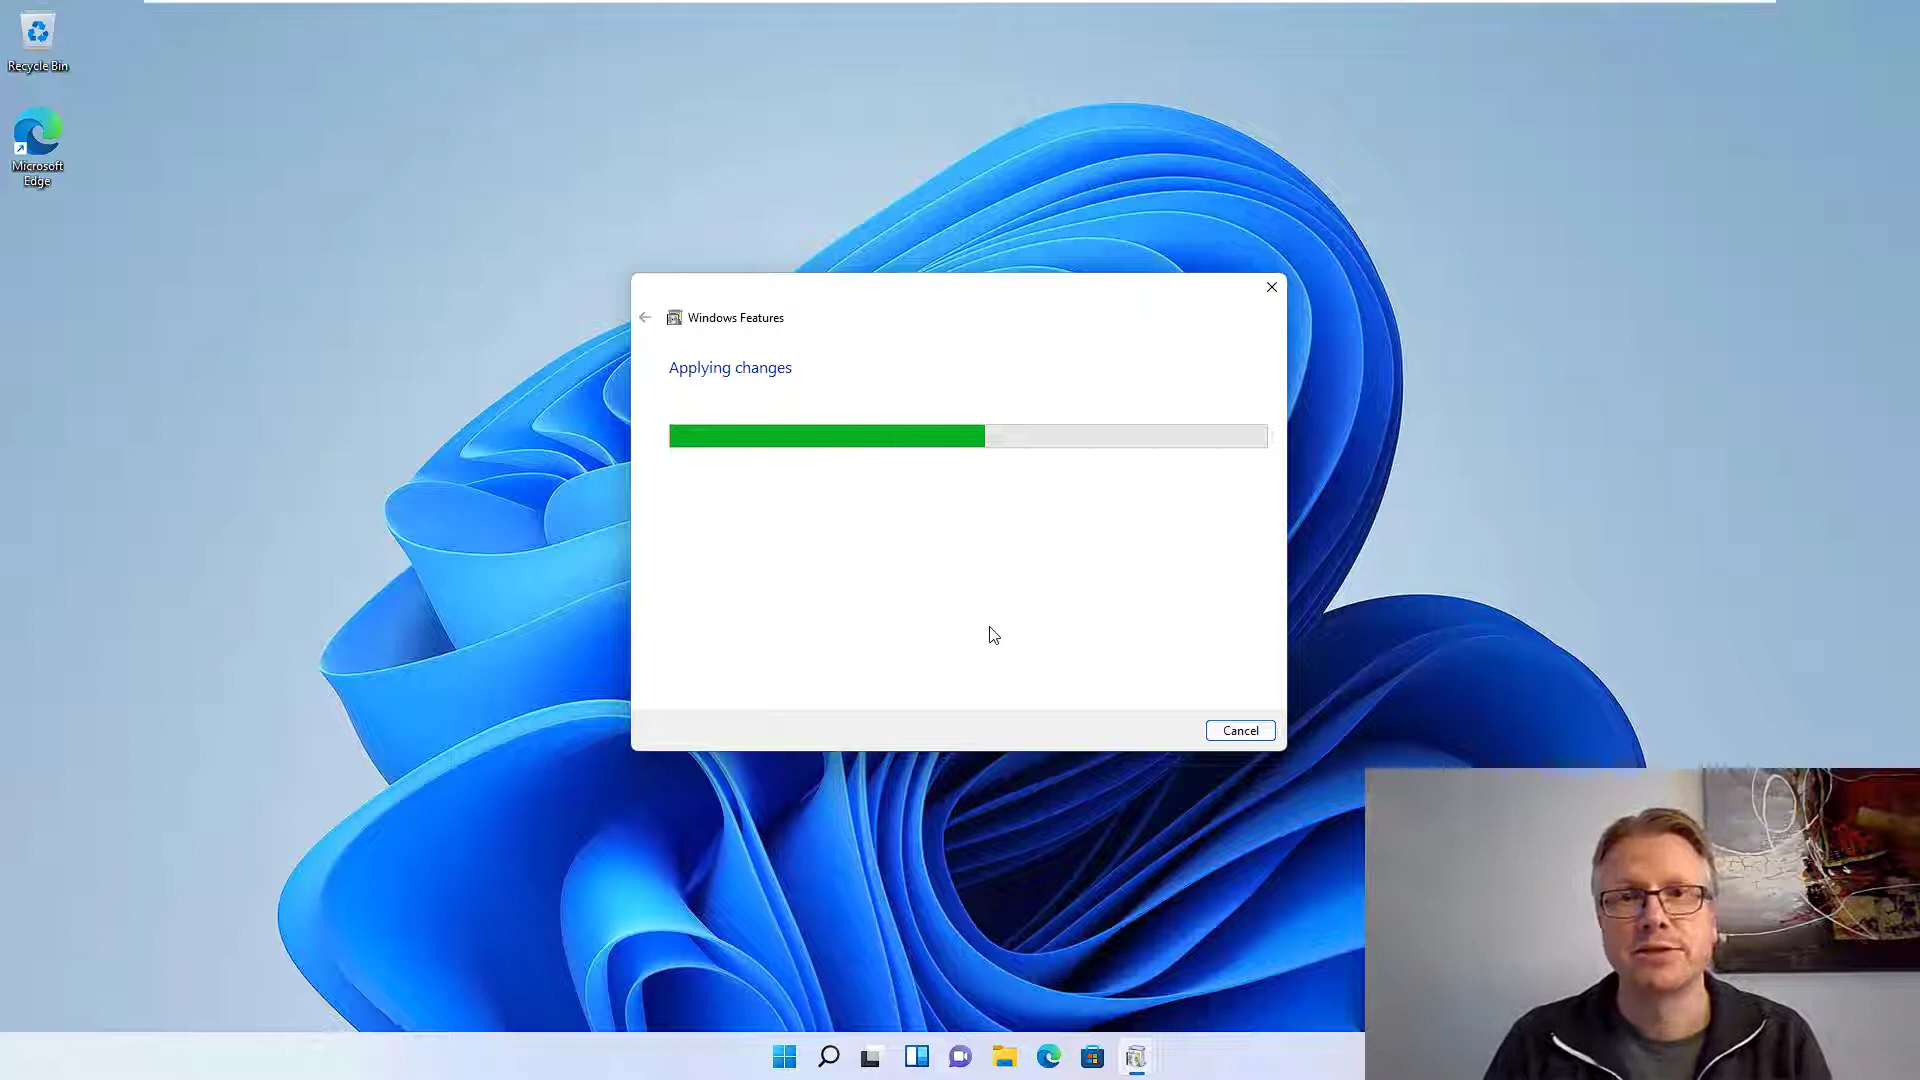 Recycle Bin
Microsoft
Edge
Windows Features
Applying changes
Cancel